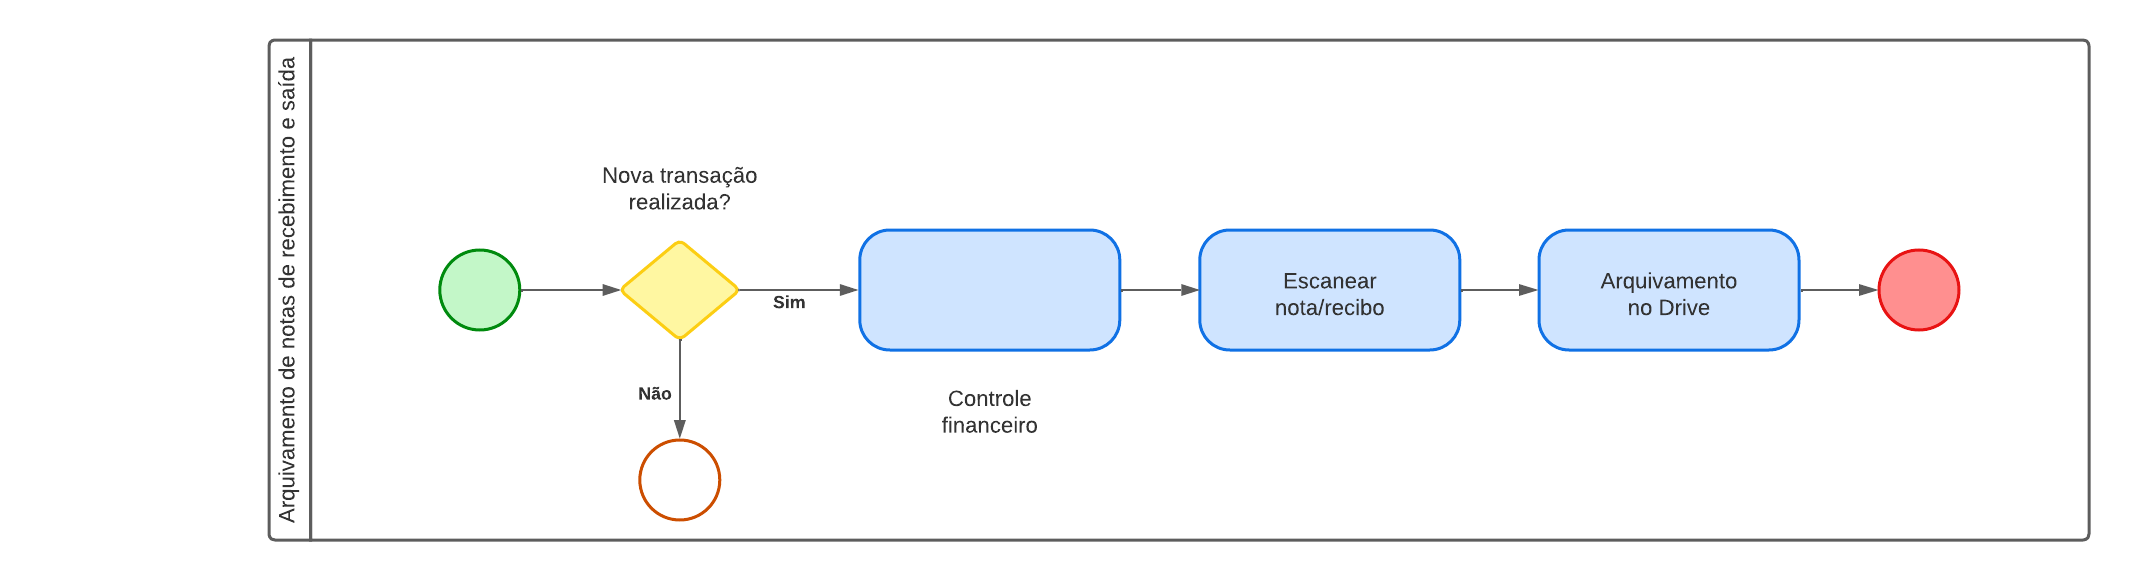 Arquivamento de notas de recebimento e saída
Nova transação
realizada?
Sim
Não
Controle
financeiro
Escanear
nota/recibo
Arquivamento
no Drive